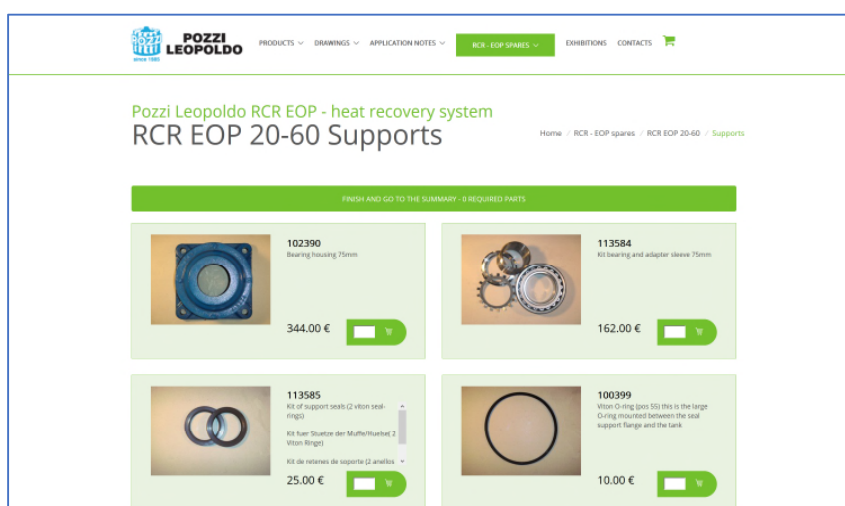 POZZI
LEOPOLDO
since 1885
PRODUCTS DRAWINGS APPLICATION NOTES RCR - EOP SPARES EXHIBITIONS CONTACTS
Pozzi Leopoldo RCR EOP - heat recovery system
RCR EOP 20-60 Supports
Home / RCR - EOP spares / RCR EOP 20-60 / Supports
FINISH AND GO TO THE SUMMARY - 0 REQUIRED PARTS
102390
Bearing housing 75mm
344.00 €
113584
Kit bearing and adapter sleeve 75mm
162.00 €
113585
Kit of support seals (2 viton seal-
rings)
Kit fuer Stuetze der Muffe/Huelse( 2
Viton Ringe)
Kit de retenes de soporte (2 anellos
25.00 €
100399
Viton O-ring (pos 55) this is the large
O-ring mounted between the seal
support flange and the tank
10.00 €